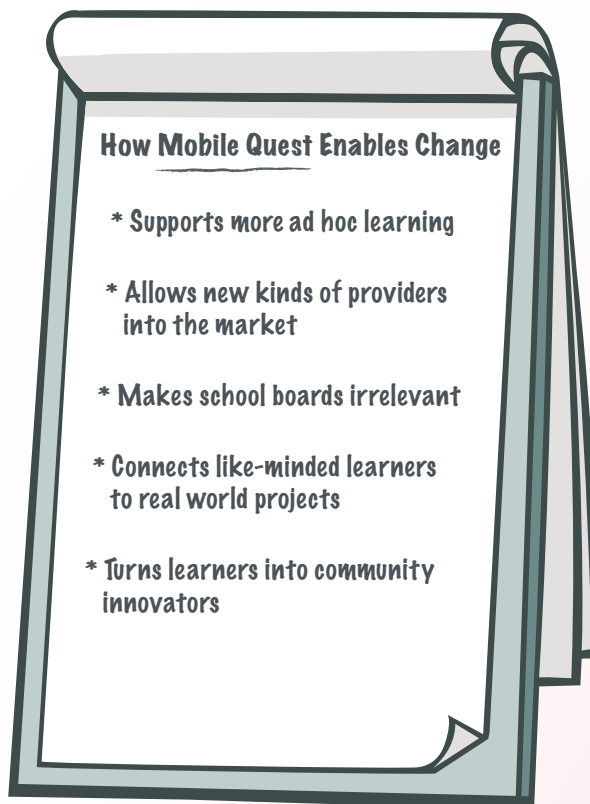 How Mobile Quest Enables Change
* Supports more ad hoc learning
* Allows new kinds of providers
into the market
* Makes school boards irrelevant
* Connects like-minded learners
to real world projects
* Turns learners into community
innovators